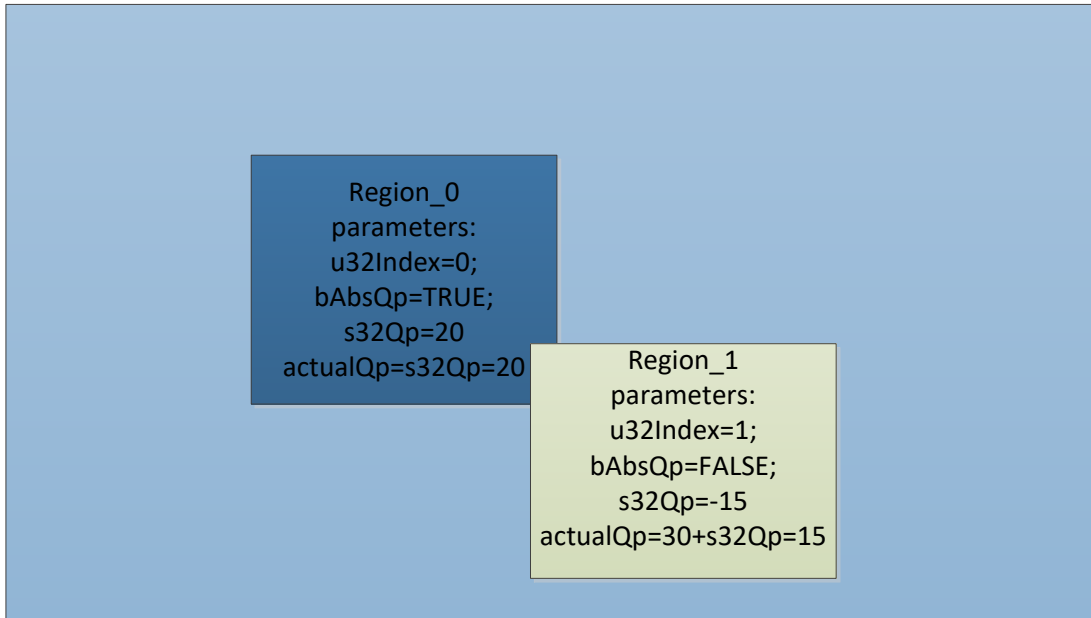 Region_0
parameters:
u32Index=0;
bAbsQp=TRUE;
s32Qp=20
actualQp=s32Qp=20
Region_1
parameters:
u32Index=1;
bAbsQp=FALSE;
s32Qp=-15
actualQp=30+s32Qp=15